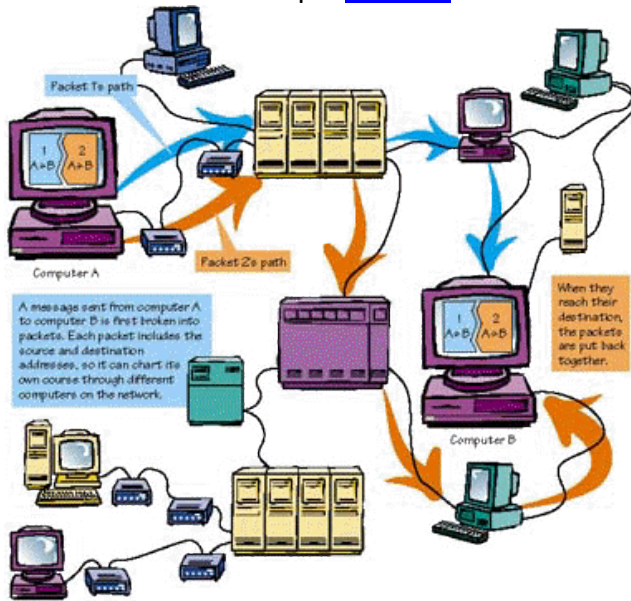 Packet 1's path
1
A→B
2
A→B
Computer A
Packet 2's path
A message sent from computer A
to computer B is first broken into
packets. Each packet includes the
source and destination
addresses, so it can chart its
own course through different
computers on the network.
1
A→B
2
A→B
Computer B
When they
reach their
destination,
the packets
are put back
together.